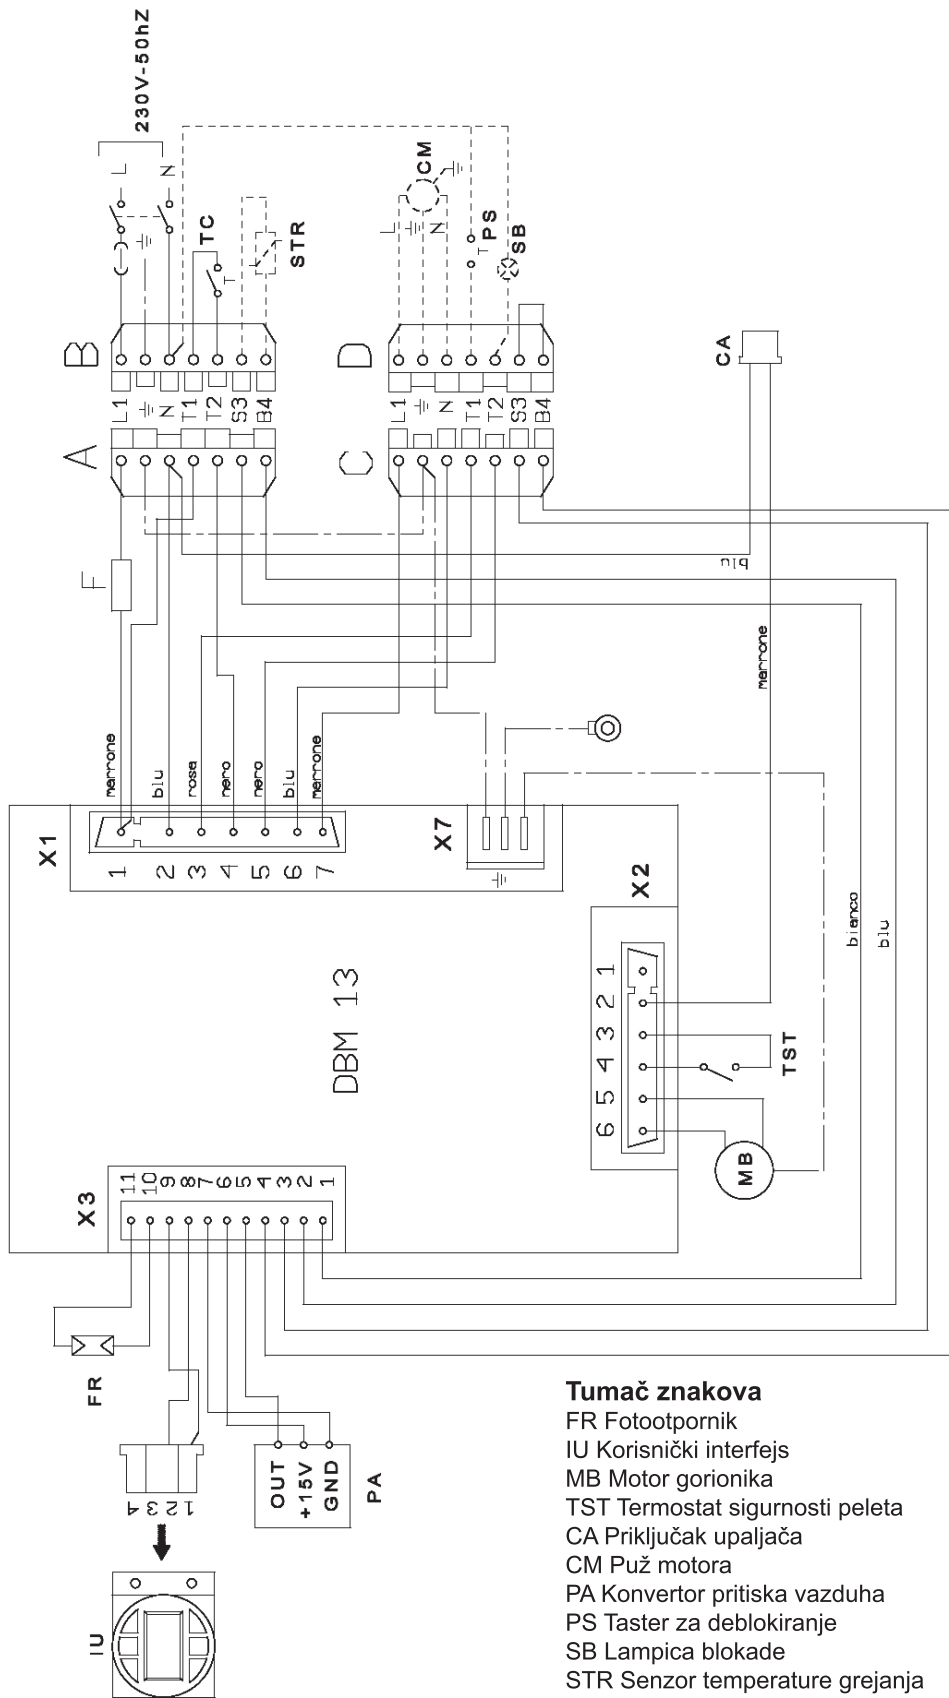 230V-50hZ
L
N
TC
STR
B
L1
N
T1
T2
S3
B4
A
F
L
N
CM
PS
SB
D
L1
N
T1
T2
S3
B4
C
CA
blu
marrone
marrone
blu
rosa
nero
nero
blu
marrone
bianco
blu
X1
1
2
3
4
5
6
7
X7
X2
1
2
3
4
5
6
TST
MB
DBM 13
X3
11
10
9
8
7
6
5
4
3
2
1
FR
1
2
3
4
OUT
+15V
GND
PA
IU
Tumač znakova
FR Fotootpornik
IU Korisnički interfejs
MB Motor gorionika
TST Termostat sigurnosti peleta
CA Priključak upaljača
CM Puž motora
PA Konvertor pritiska vazduha
PS Taster za deblokiranje
SB Lampica blokade
STR Senzor temperature grejanja